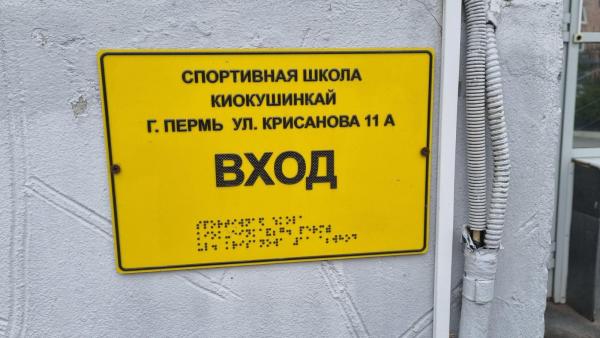 СПОРТИВНАЯ ШКОЛА
КИОКУШИНКАЙ
Г. ПЕРМЬ УЛ. КРИСАНОВА 11 А
ВХОД